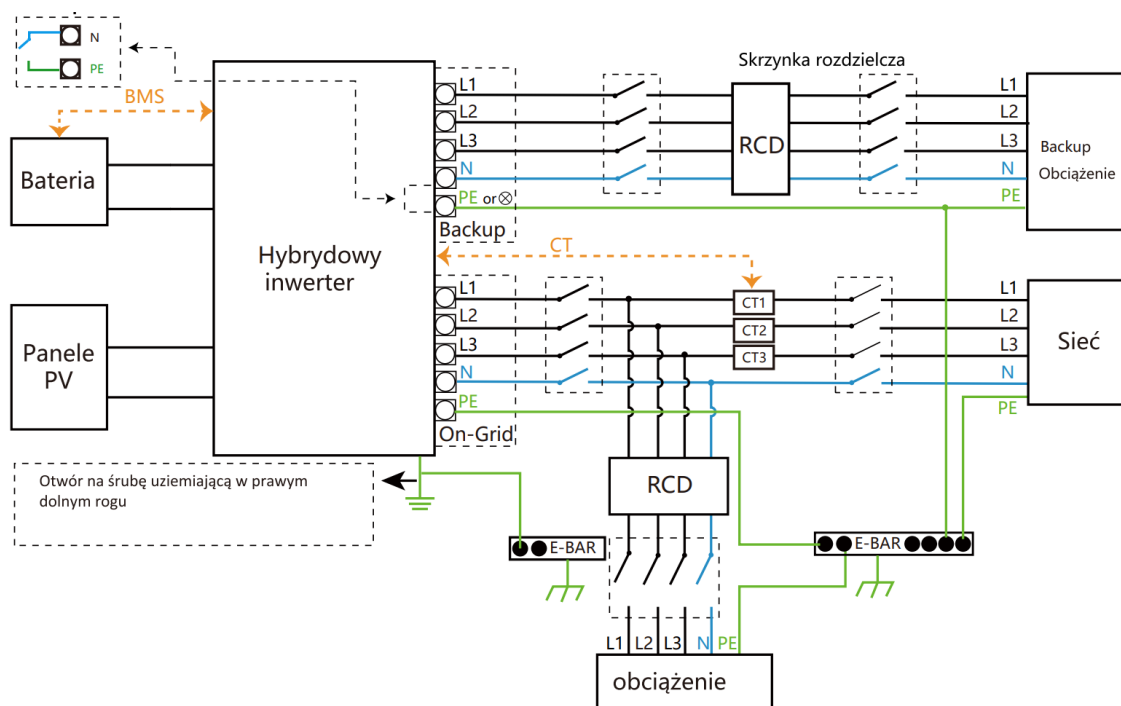 N
PE
BMS
Bateria
Panele
PV
Hybrydowy
inwerter
L1
L2
L3
N
PE or
Backup
Skrzynka rozdzielcza
RCD
L1
L2
L3
N
PE
Backup
Obciążenie
CT
L1
L2
L3
N
PE
On-Grid
CT1
CT2
CT3
L1
L2
L3
N
PE
Sieć
Otwór na śrubę uziemiającą w prawym
dolnym rogu
RCD
E-BAR
E-BAR
L1 L2 L3 N PE
obciążenie